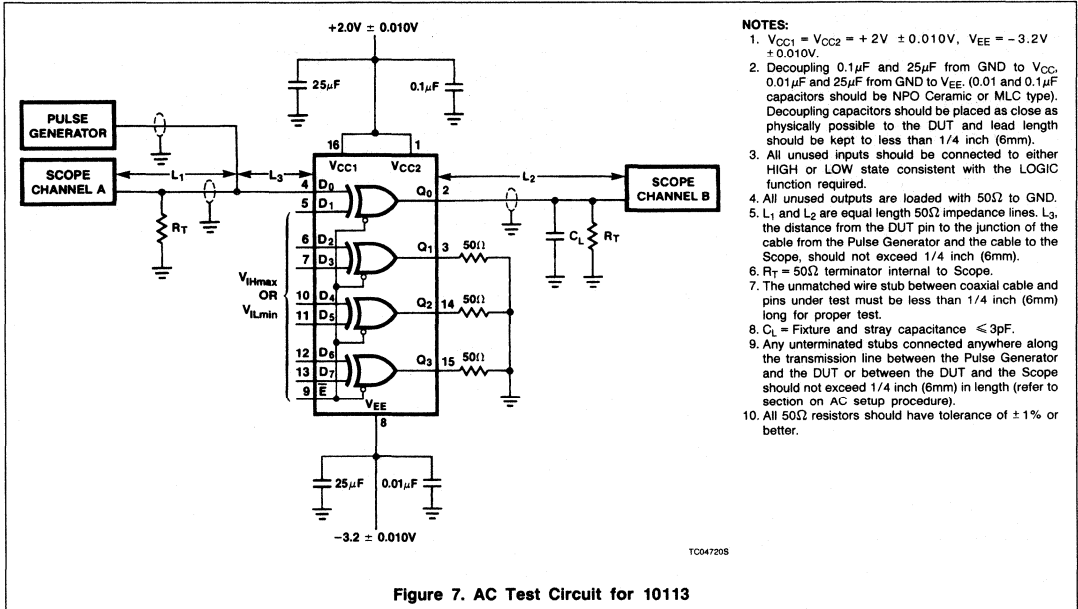 +2.0V ± 0.010V
25μF
0.1μF
PULSE
GENERATOR
SCOPE
CHANNEL A
L1
L3
RT
16
1
VCC1
VCC2
4 D0
5 D1
Q0 2
L2
SCOPE
CHANNEL B
CL
RT
6 D2
7 D3
Q1 3 50Ω
VIHmax
OR
VILmin
10 D4
11 D5
Q2 14 50Ω
12 D6
13 D7
Q3 15 50Ω
9 E̅
VEE
8
25μF
0.01μF
−3.2 ± 0.010V
TC04720S
NOTES:
1. VCC1 = VCC2 = + 2V ± 0.010V, VEE = − 3.2V
± 0.010V.
2. Decoupling 0.1μF and 25μF from GND to VCC,
0.01μF and 25μF from GND to VEE. (0.01 and 0.1μF
capacitors should be NPO Ceramic or MLC type).
Decoupling capacitors should be placed as close as
physically possible to the DUT and lead length
should be kept to less than 1/4 inch (6mm).
3. All unused inputs should be connected to either
HIGH or LOW state consistent with the LOGIC
function required.
4. All unused outputs are loaded with 50Ω to GND.
5. L1 and L2 are equal length 50Ω impedance lines. L3,
the distance from the DUT pin to the junction of the
cable from the Pulse Generator and the cable to the
Scope, should not exceed 1/4 inch (6mm).
6. RT = 50Ω terminator internal to Scope.
7. The unmatched wire stub between coaxial cable and
pins under test must be less than 1/4 inch (6mm)
long for proper test.
8. CL = Fixture and stray capacitance ≤ 3pF.
9. Any unterminated stubs connected anywhere along
the transmission line between the Pulse Generator
and the DUT or between the DUT and the Scope
should not exceed 1/4 inch (6mm) in length (refer to
section on AC setup procedure).
10. All 50Ω resistors should have tolerance of ± 1% or
better.
Figure 7. AC Test Circuit for 10113